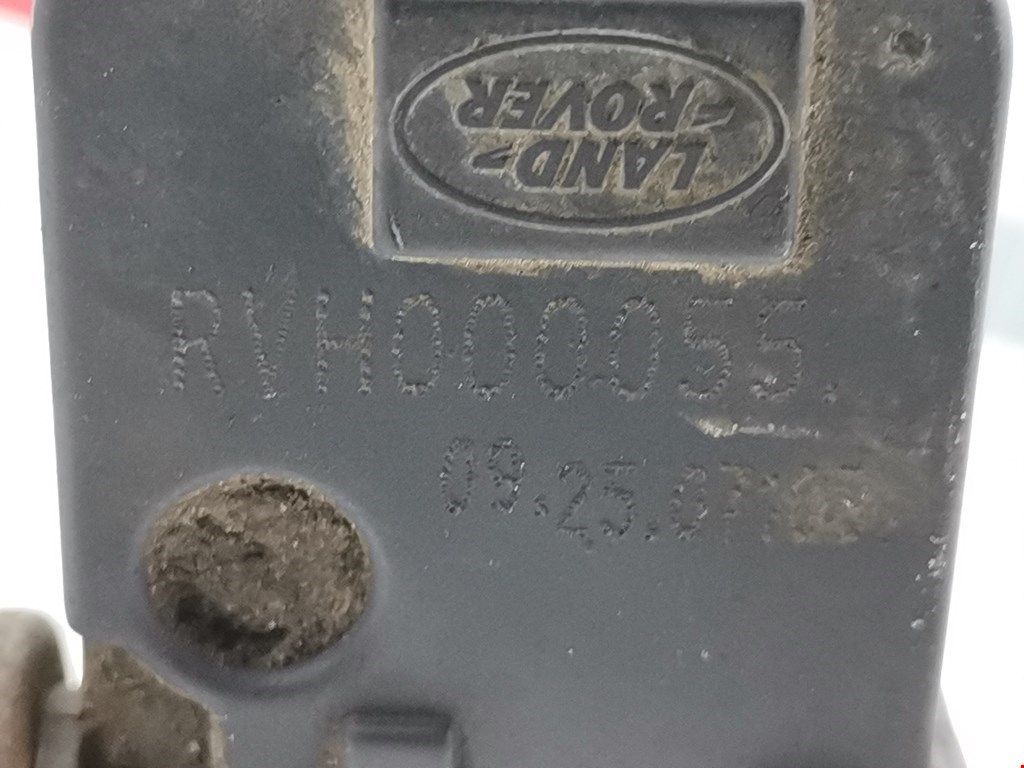 LAND
ROVER
RVH000055.
09.25.07